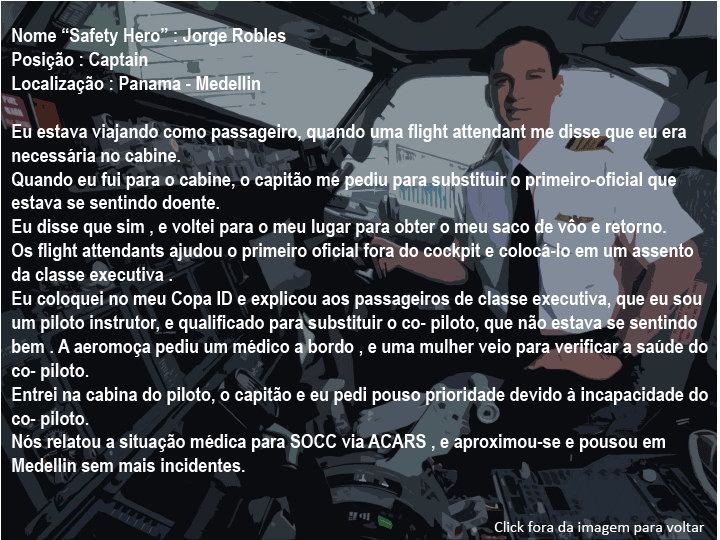 Nome “Safety Hero” : Jorge Robles
Posição : Captain
Localização : Panama - Medellin
Eu estava viajando como passageiro, quando uma flight attendant me disse que eu era
necessária no cabine.
Quando eu fui para o cabine, o capitão me pediu para substituir o primeiro-oficial que
estava se sentindo doente.
Eu disse que sim , e voltei para o meu lugar para obter o meu saco de vôo e retorno.
Os flight attendants ajudou o primeiro oficial fora do cockpit e colocá-lo em um assento
da classe executiva .
Eu coloquei no meu Copa ID e explicou aos passageiros de classe executiva, que eu sou
um piloto instrutor, e qualificado para substituir o co- piloto, que não estava se sentindo
bem . A aeromoça pediu um médico a bordo , e uma mulher veio para verificar a saúde do
co- piloto.
Entrei na cabina do piloto, o capitão e eu pedi pouso prioridade devido à incapacidade do
co- piloto.
Nós relatou a situação médica para SOCC via ACARS , e aproximou-se e pousou em
Medellin sem mais incidentes.
Click fora da imagem para voltar